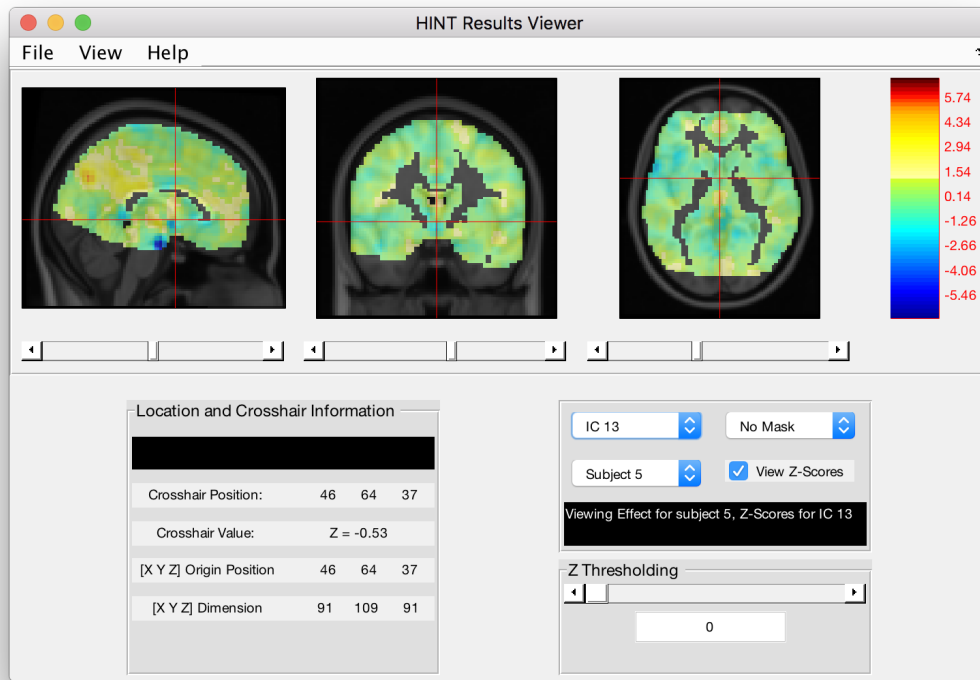 HINT Results Viewer
File View Help
5.74
4.34
2.94
1.54
0.14
-1.26
-2.66
-4.06
-5.46
Location and Crosshair Information
Crosshair Position: 46 64 37
Crosshair Value: Z = -0.53
[X Y Z] Origin Position 46 64 37
[X Y Z] Dimension 91 109 91
IC 13 No Mask
Subject 5 View Z-Scores
Viewing Effect for subject 5, Z-Scores for IC 13
Z Thresholding
0